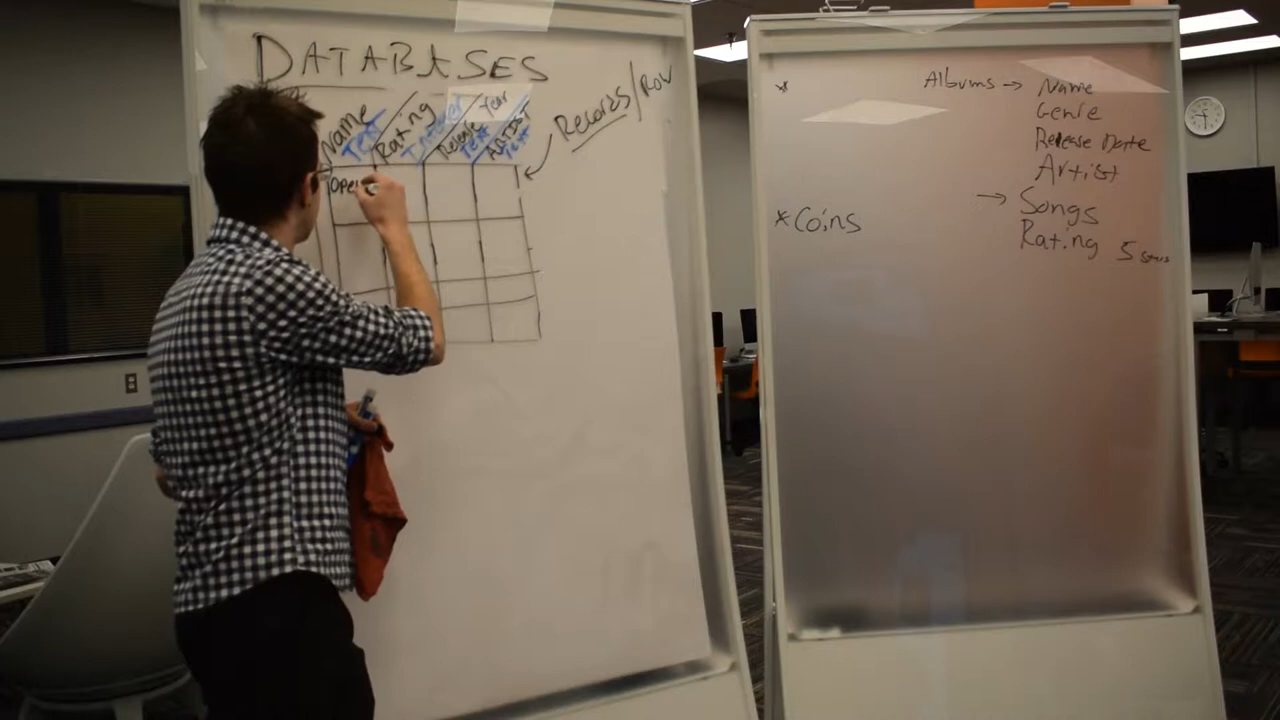 DATABASES
Name Rating Release Year ARTIST
Text Integer Text Text
Records/Row
Ope
*
Albums → Name
Genre
Release Date
Artist
→ Songs
*Coins
Rating 5 stars